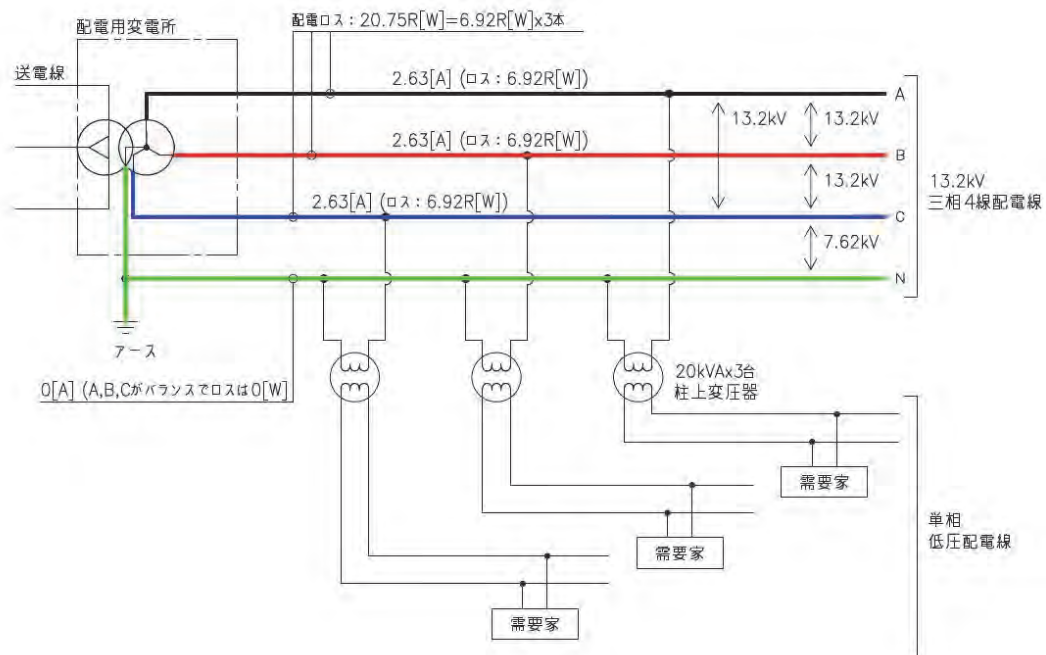 配電ロス：20.75R[W]=6.92R[W]x3本
配電用変電所
送電線
2.63[A] (ロス：6.92R[W])
A
13.2kV
13.2kV
2.63[A] (ロス：6.92R[W])
B
13.2kV
13.2kV
三相4線配電線
2.63[A] (ロス：6.92R[W])
C
7.62kV
N
アース
0[A] (A,B,Cがバランスでロスは0[W]
20kVAx3台
柱上変圧器
需要家
需要家
需要家
単相
低圧配電線